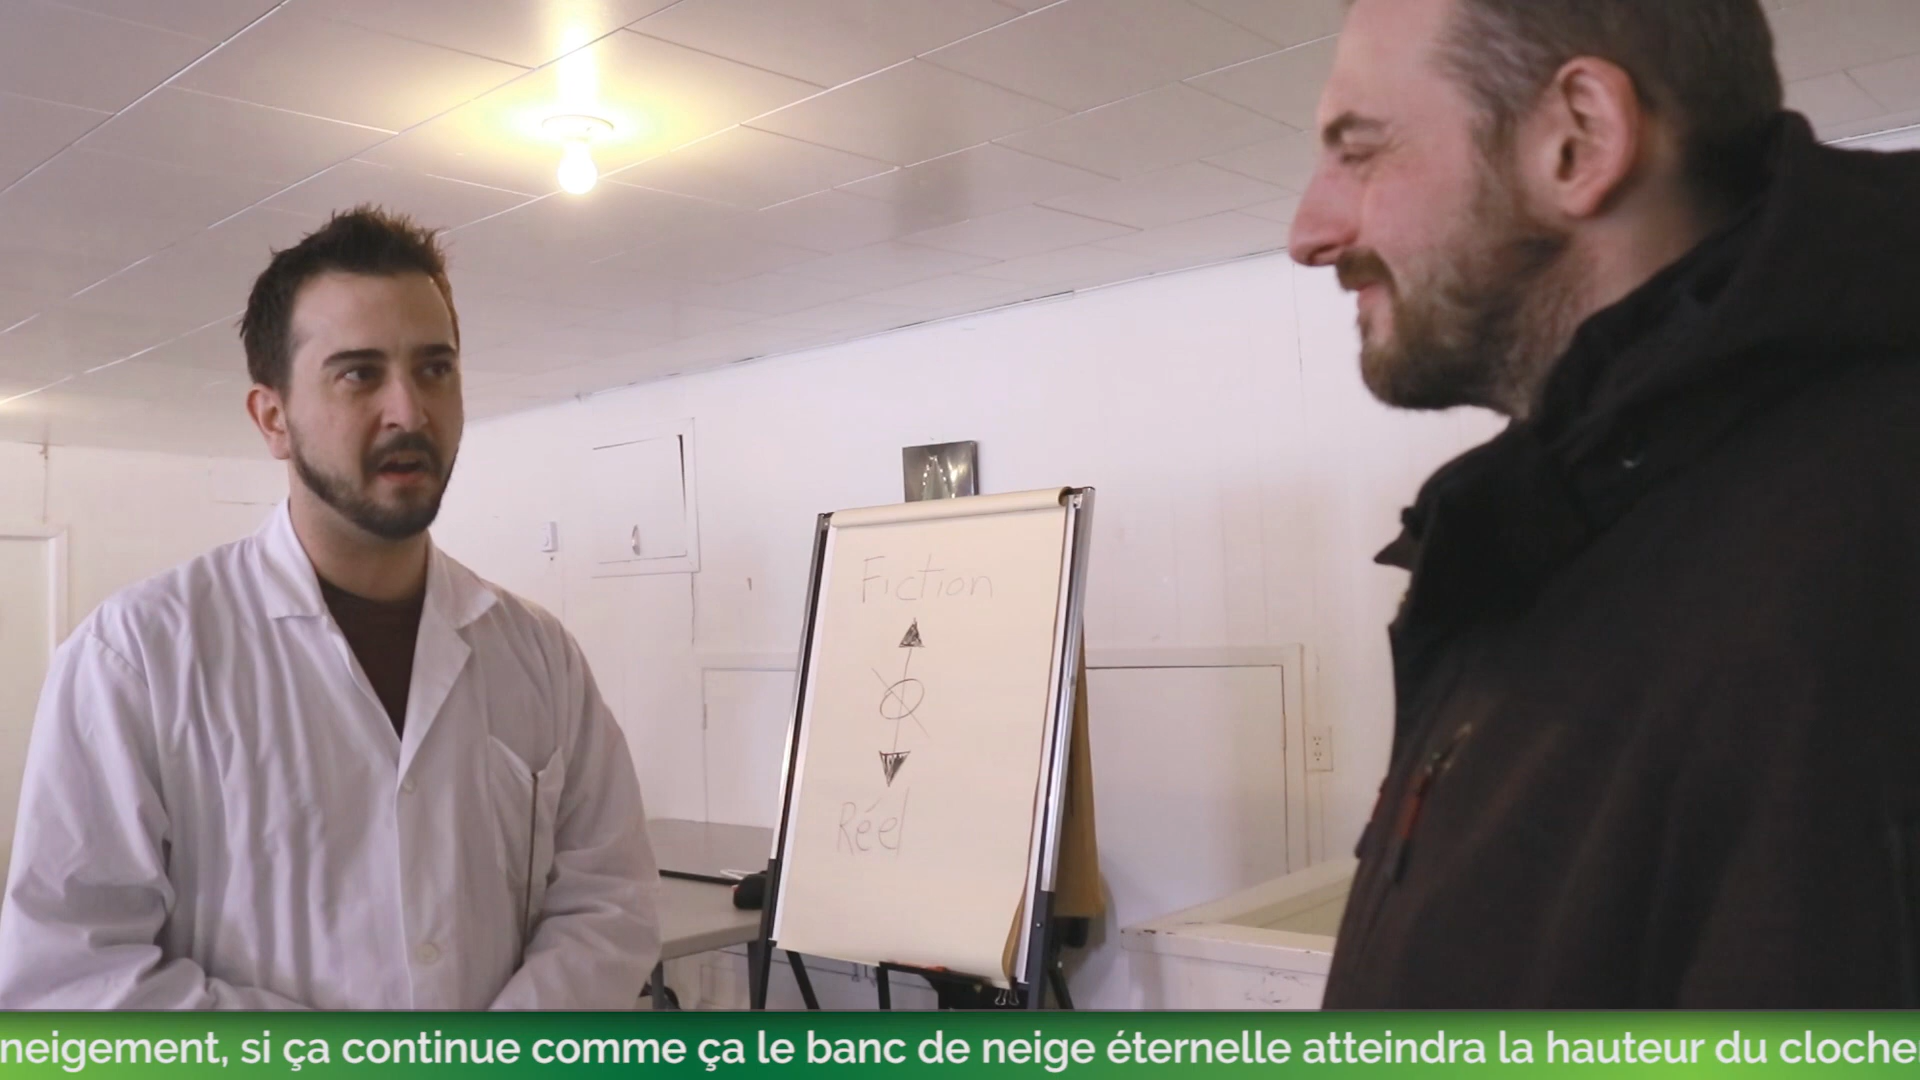 Fiction
Réel
neigement, si ça continue comme ça le banc de neige éternelle atteindra la hauteur du cloche